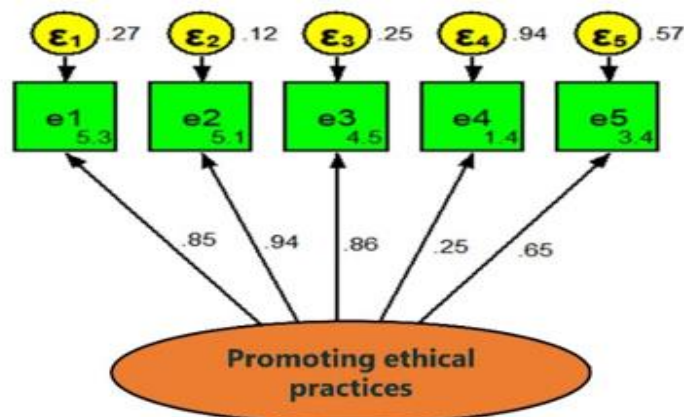 ε1 .27 ε2 .12 ε3 .25 ε4 .94 ε5 .57
e1 e2 e3 e4 e5
5.3 5.1 4.5 1.4 3.4
.85 .94 .86 .25 .65
Promoting ethical
practices